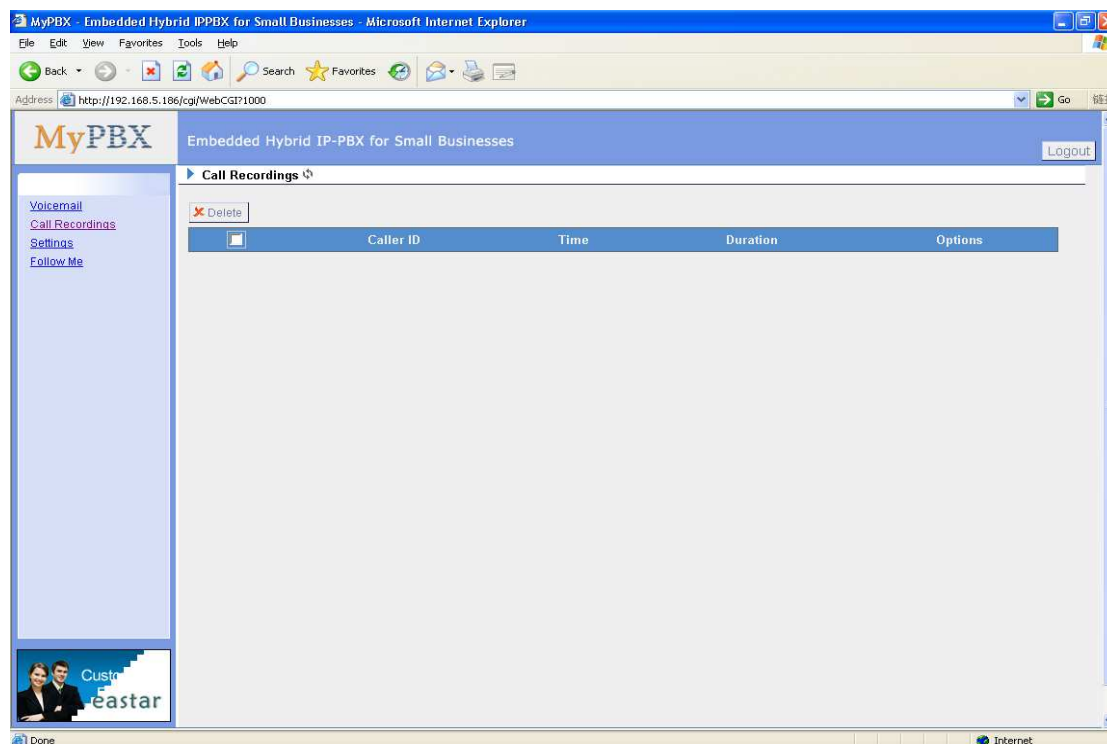 MyPBX - Embedded Hybrid IPPBX for Small Businesses - Microsoft Internet Explorer
File Edit View Favorites Tools Help
Back Search Favorites
Address http://192.168.5.186/cgi/WebCGI?1000 Go
MyPBX Embedded Hybrid IP-PBX for Small Businesses Logout
Call Recordings
Voicemail
Call Recordings
Settings
Follow Me
Delete
Caller ID Time Duration Options
eastar
Done Internet